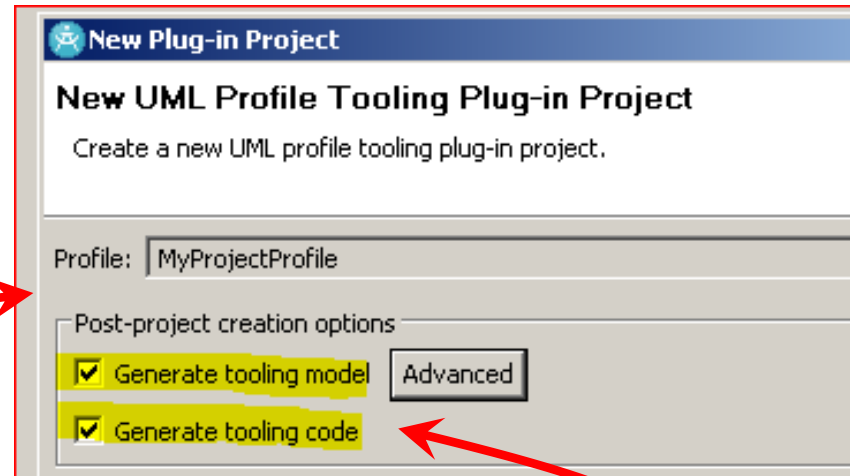 New Plug-in Project
New UML Profile Tooling Plug-in Project
Create a new UML profile tooling plug-in project.
Profile: MyProjectProfile
Post-project creation options
Generate tooling model Advanced
Generate tooling code